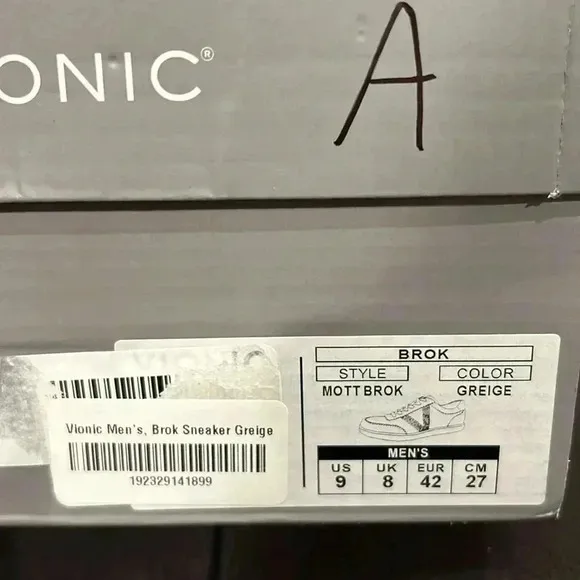 ONIC®
A
VIONIC
BROK
STYLE COLOR
MOTT BROK GREIGE
MEN'S
US UK EUR CM
9 8 42 27
Vionic Men's, Brok Sneaker Greige
192329141899